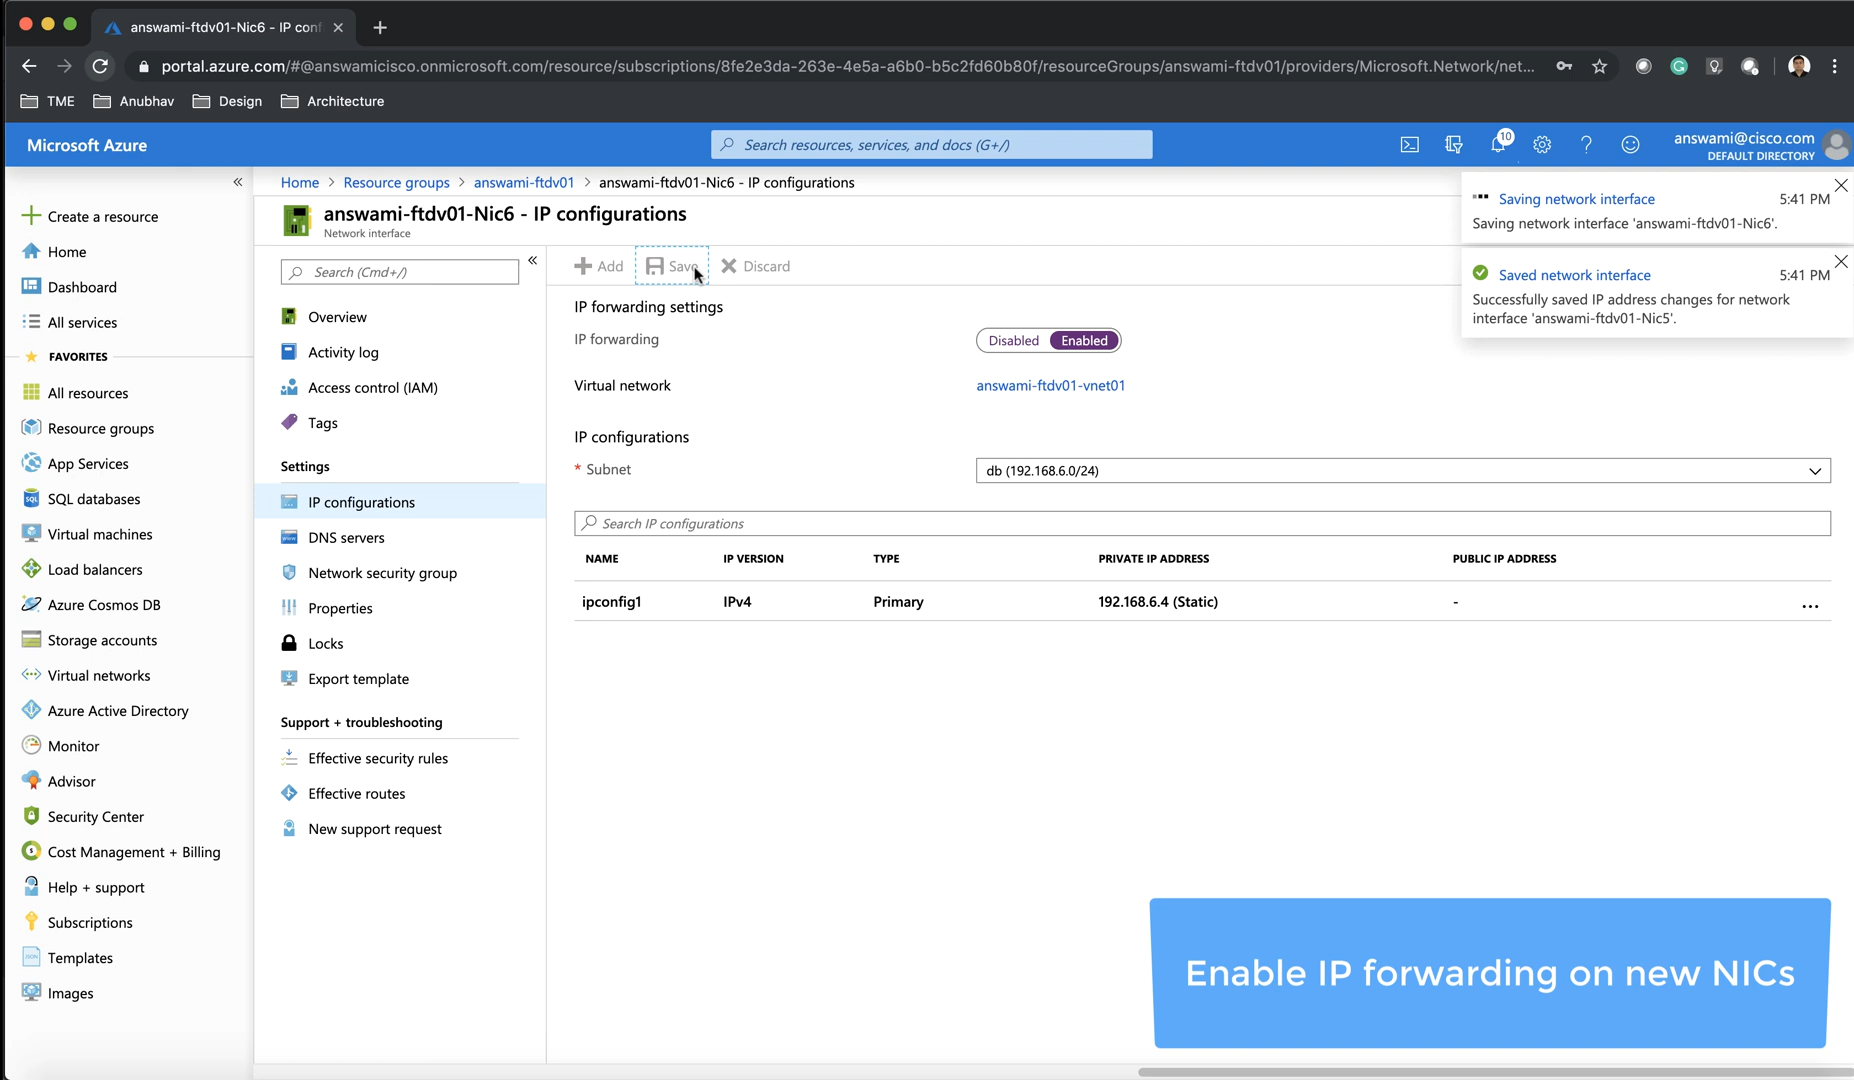 answami-ftdv01-Nic6 - IP conf
portal.azure.com/#@answamicisco.onmicrosoft.com/resource/subscriptions/8fe2e3da-263e-4e5a-a6b0-b5c2fd60b80f/resourceGroups/answami-ftdv01/providers/Microsoft.Network/net...
TME Anubhav Design Architecture
Microsoft Azure
Search resources, services, and docs (G+/)
10
answami@cisco.com
DEFAULT DIRECTORY
Home > Resource groups > answami-ftdv01 > answami-ftdv01-Nic6 - IP configurations
answami-ftdv01-Nic6 - IP configurations
Network interface
Saving network interface 5:41 PM
Saving network interface 'answami-ftdv01-Nic6'.
Saved network interface 5:41 PM
Successfully saved IP address changes for network
interface 'answami-ftdv01-Nic5'.
Create a resource
Home
Dashboard
All services
FAVORITES
All resources
Resource groups
App Services
SQL databases
Virtual machines
Load balancers
Azure Cosmos DB
Storage accounts
Virtual networks
Azure Active Directory
Monitor
Advisor
Security Center
Cost Management + Billing
Help + support
Subscriptions
Templates
Images
Search (Cmd+/)
Overview
Activity log
Access control (IAM)
Tags
Settings
IP configurations
DNS servers
Network security group
Properties
Locks
Export template
Support + troubleshooting
Effective security rules
Effective routes
New support request
Add Save Discard
IP forwarding settings
IP forwarding Disabled Enabled
Virtual network answami-ftdv01-vnet01
IP configurations
* Subnet db (192.168.6.0/24)
Search IP configurations
NAME IP VERSION TYPE PRIVATE IP ADDRESS PUBLIC IP ADDRESS
ipconfig1 IPv4 Primary 192.168.6.4 (Static) - ...
Enable IP forwarding on new NICs